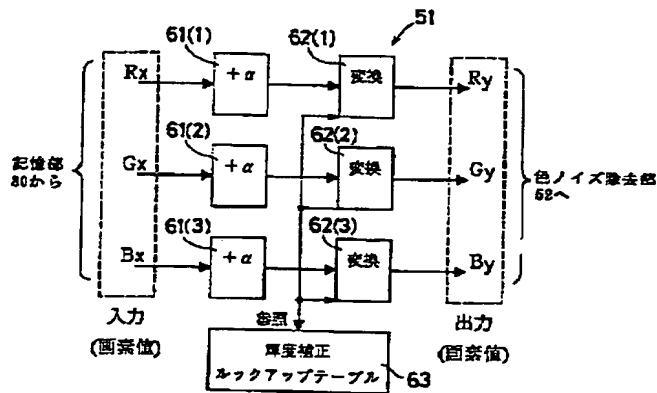 51
61(1)
62(1)
Rx
+α
変換
Ry
61(2)
62(2)
記憶部
30から
Gx
+α
変換
Gy
色ノイズ除去部
52へ
61(3)
62(3)
Bx
+α
変換
By
入力
(画素値)
参照
出力
(画素値)
輝度補正
ルックアップテーブル
63